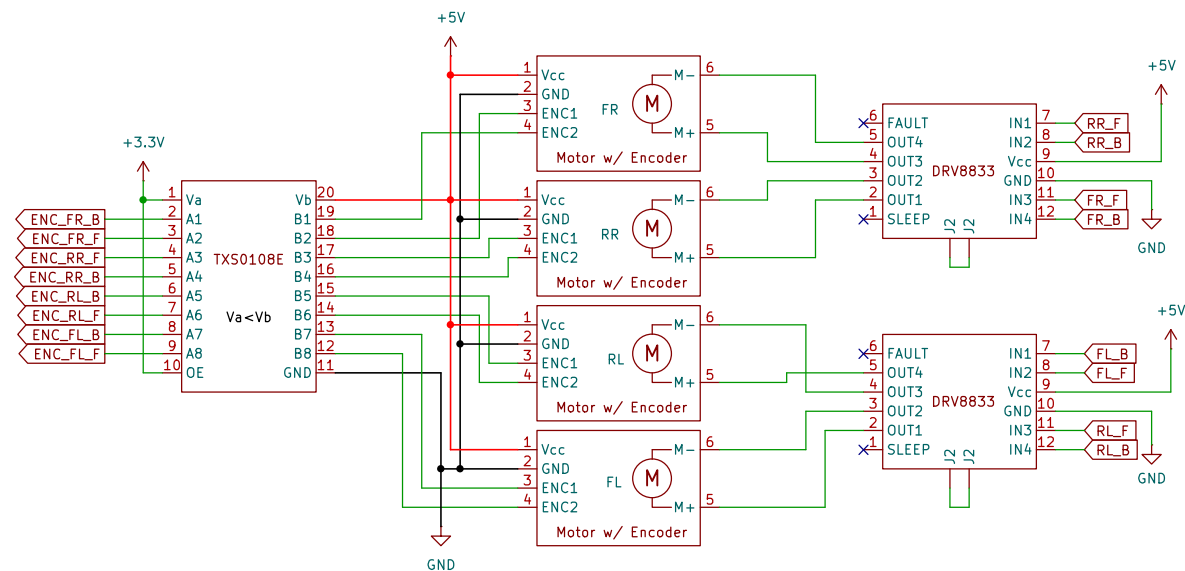 +5V
+3.3V
1 Va
2 A1
3 A2
4 A3
5 A4
6 A5
7 A6
8 A7
9 A8
10 OE
ENC_FR_B
ENC_FR_F
ENC_RR_F
ENC_RR_B
ENC_RL_B
ENC_RL_F
ENC_FL_B
ENC_FL_F
TXS0108E
Va<Vb
Vb 20
B1 19
B2 18
B3 17
B4 16
B5 15
B6 14
B7 13
B8 12
GND 11
GND
1 Vcc
2 GND
3 ENC1
4 ENC2
FR
M
M- 6
M+ 5
Motor w/ Encoder
1 Vcc
2 GND
3 ENC1
4 ENC2
RR
M
M- 6
M+ 5
Motor w/ Encoder
1 Vcc
2 GND
3 ENC1
4 ENC2
RL
M
M- 6
M+ 5
Motor w/ Encoder
1 Vcc
2 GND
3 ENC1
4 ENC2
FL
M
M- 6
M+ 5
Motor w/ Encoder
6 FAULT
5 OUT4
4 OUT3
3 OUT2
2 OUT1
1 SLEEP
DRV8833
J2 J2
IN1 7
IN2 8
Vcc 9
GND 10
IN3 11
IN4 12
RR_F
RR_B
FR_F
FR_B
+5V
GND
6 FAULT
5 OUT4
4 OUT3
3 OUT2
2 OUT1
1 SLEEP
DRV8833
J2 J2
IN1 7
IN2 8
Vcc 9
GND 10
IN3 11
IN4 12
FL_B
FL_F
RL_F
RL_B
+5V
GND